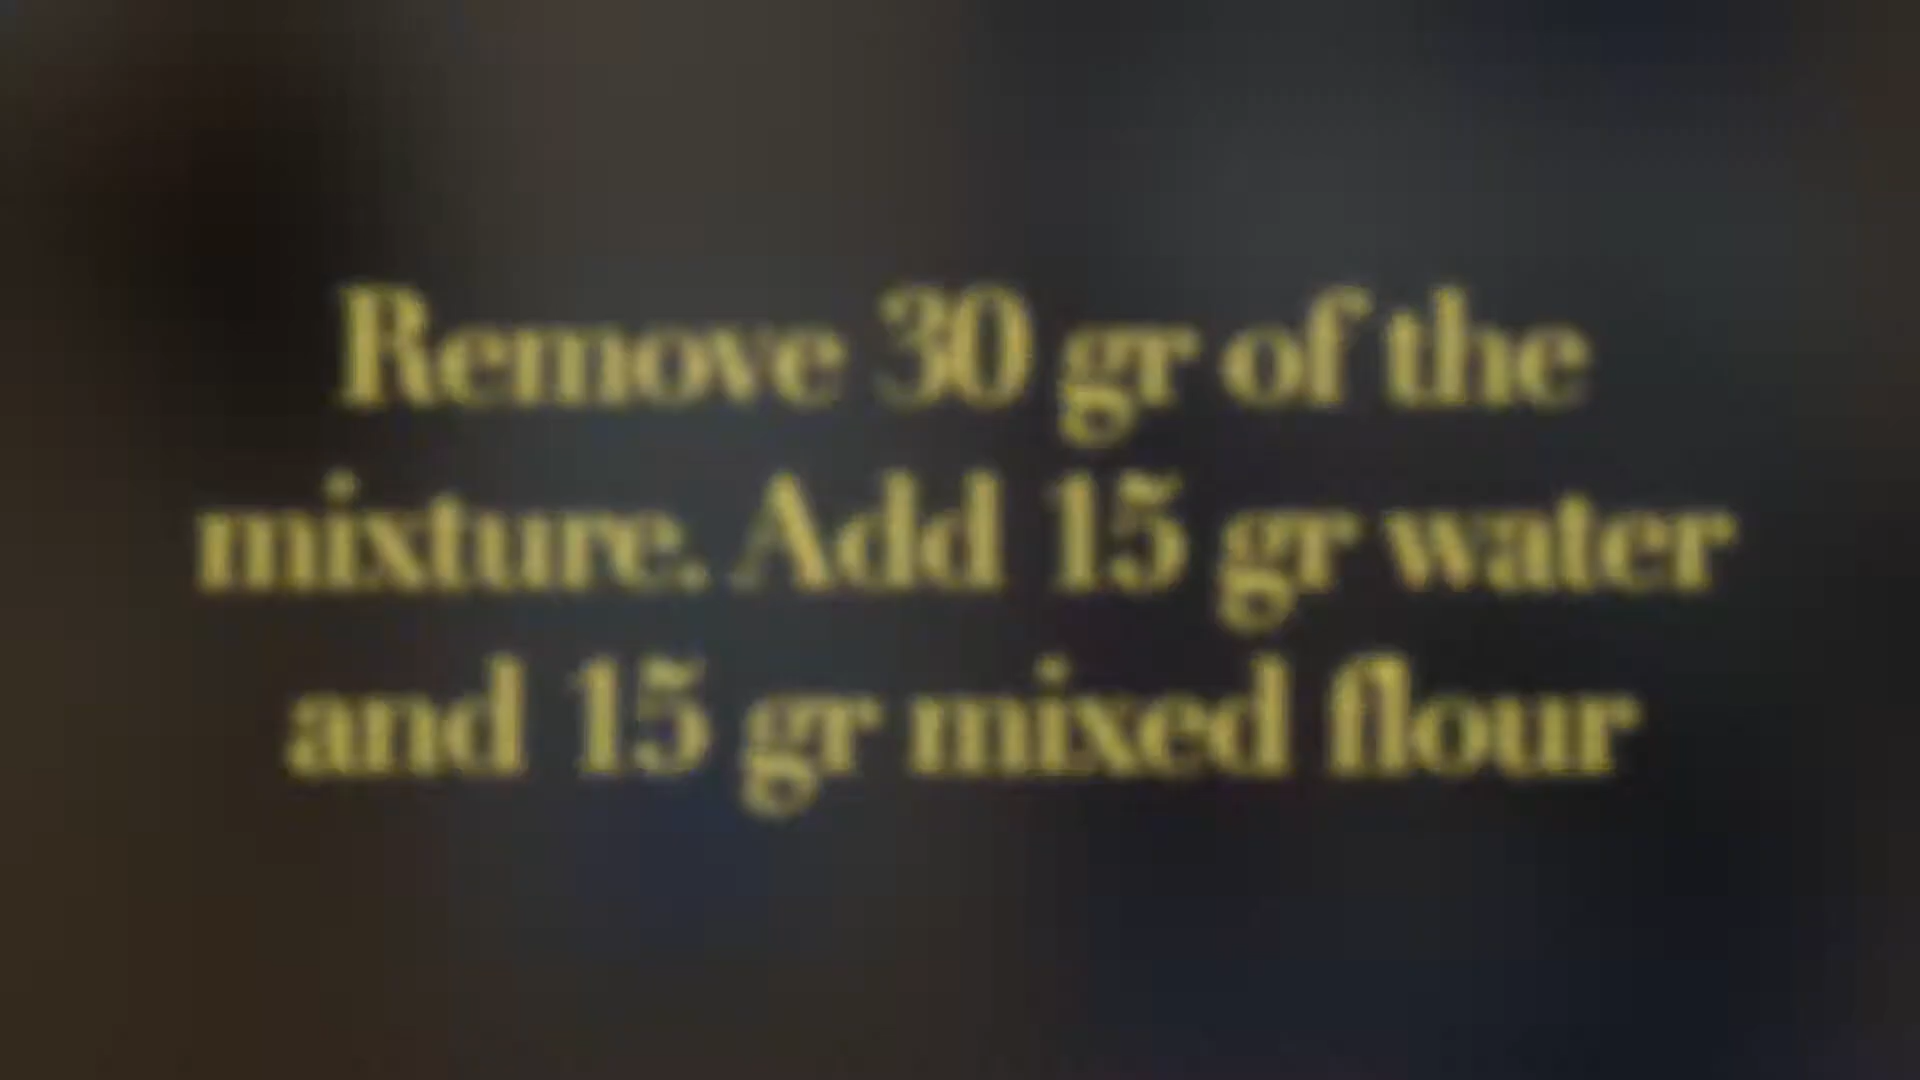 Remove 30 gr of the
mixture. Add 15 gr water
and 15 gr mixed flour